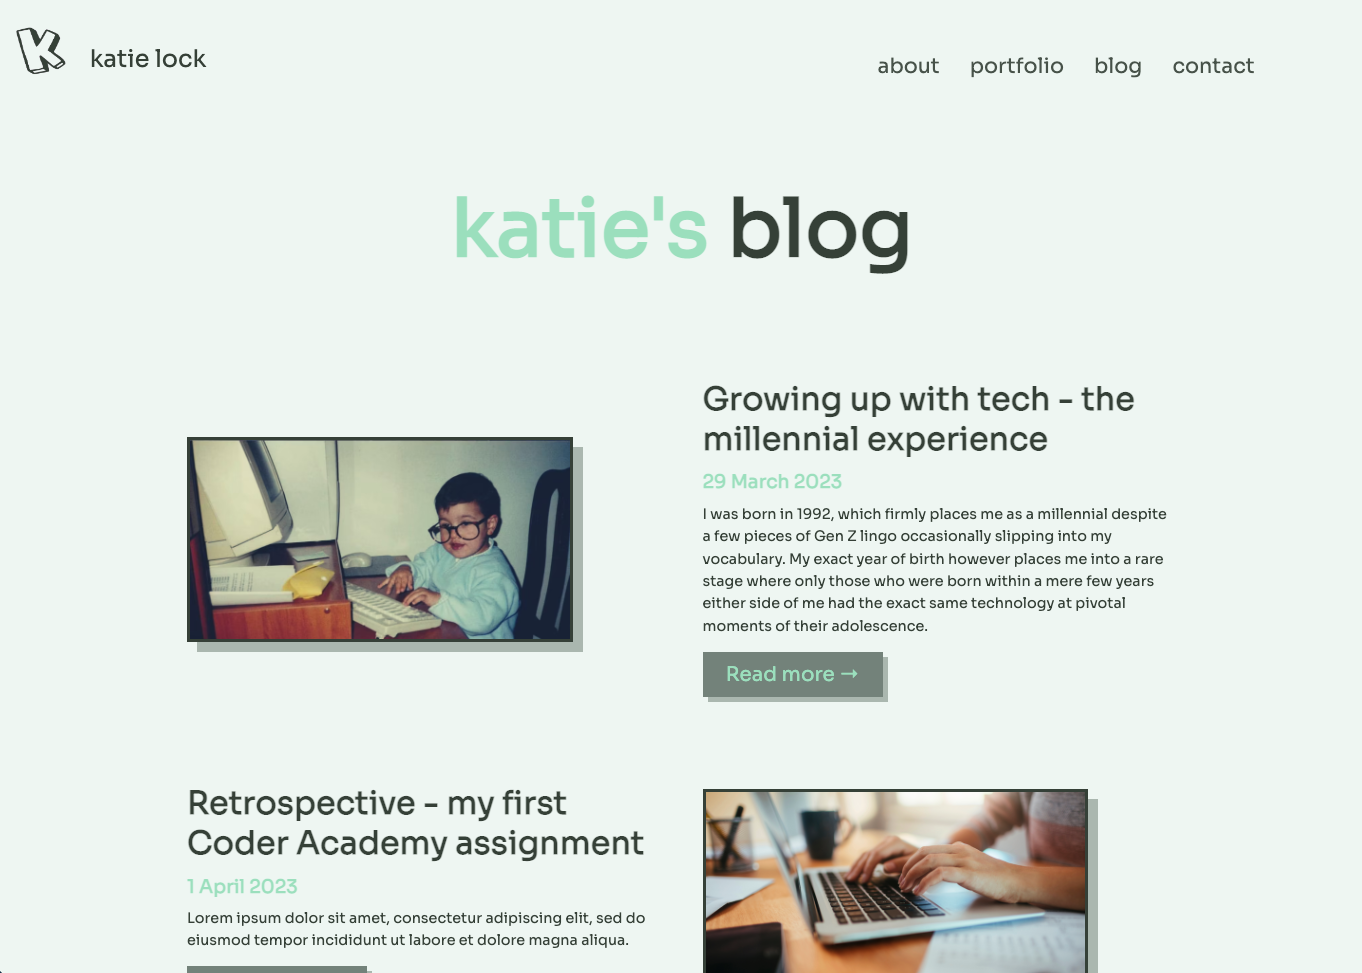 K
katie lock
about portfolio blog contact
katie's blog
Growing up with tech - the
millennial experience
29 March 2023
I was born in 1992, which firmly places me as a millennial despite
a few pieces of Gen Z lingo occasionally slipping into my
vocabulary. My exact year of birth however places me into a rare
stage where only those who were born within a mere few years
either side of me had the exact same technology at pivotal
moments of their adolescence.
Read more →
Retrospective - my first
Coder Academy assignment
1 April 2023
Lorem ipsum dolor sit amet, consectetur adipiscing elit, sed do
eiusmod tempor incididunt ut labore et dolore magna aliqua.